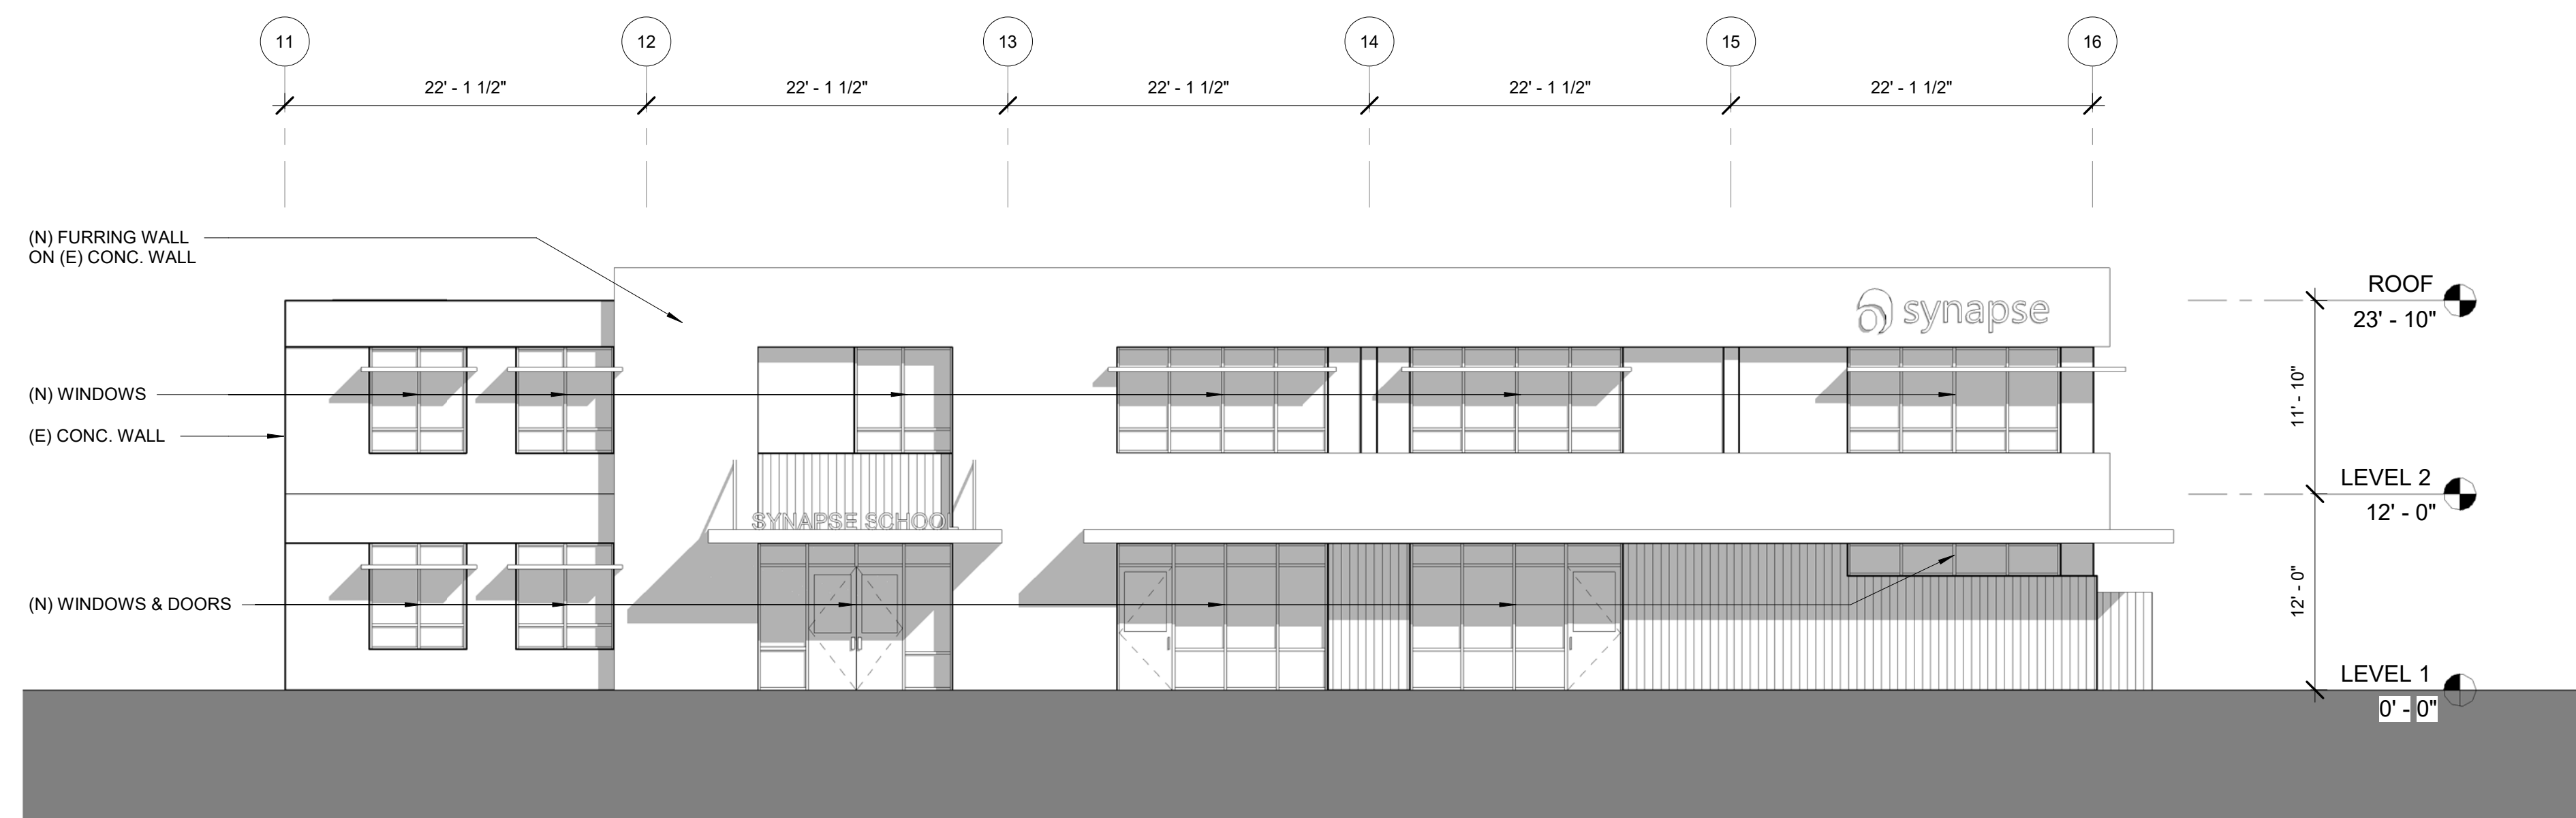 11 12 13 14 15 16
22' - 1 1/2" 22' - 1 1/2" 22' - 1 1/2" 22' - 1 1/2" 22' - 1 1/2"
(N) FURRING WALL
ON (E) CONC. WALL
synapse
ROOF
23' - 10"
(N) WINDOWS
11' - 10"
(E) CONC. WALL
LEVEL 2
12' - 0"
SYNAPSE SCHOOL
(N) WINDOWS & DOORS
12' - 0"
LEVEL 1
0' - 0"